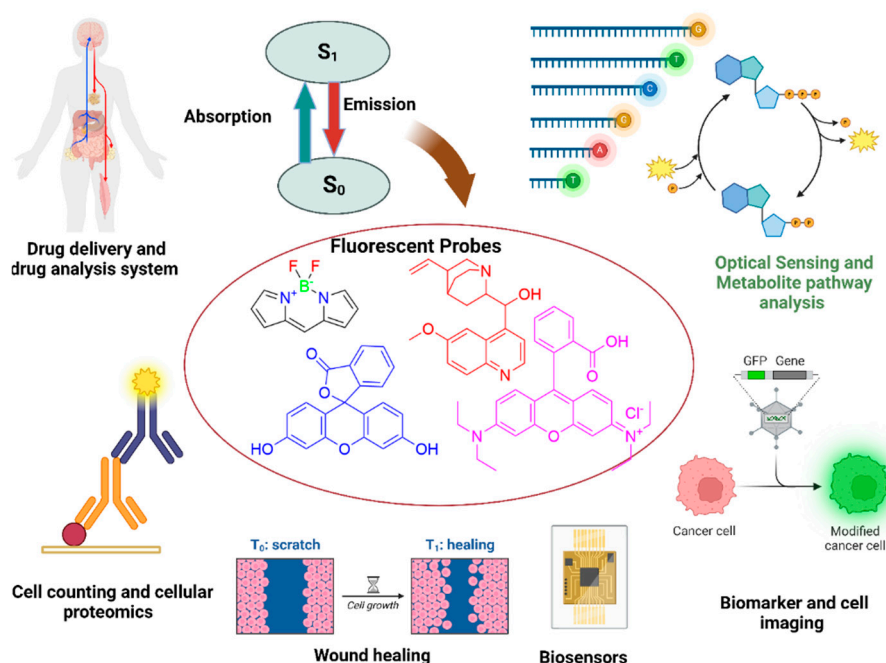 S1
Absorption
Emission
S0
G
T
C
G
A
T
P
P
P
P
P
P
P
Drug delivery and
drug analysis system
Fluorescent Probes
Optical Sensing and
Metabolite pathway
analysis
F
F
B-
N+
N
N
OH
O
N
O
O
HO
O
OH
OH
O
N
O
N+
Cl-
GFP
Gene
Cancer cell
Modified
cancer cell
Cell counting and cellular
proteomics
T0: scratch
T1: healing
Cell growth
Wound healing
Biosensors
Biomarker and cell
imaging